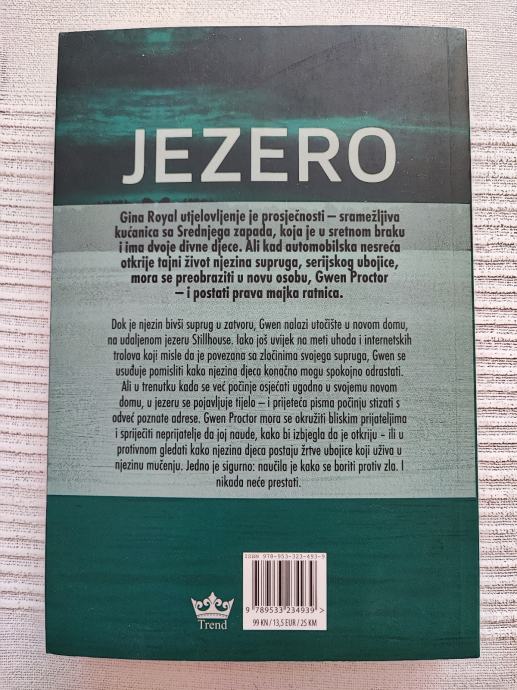 JEZERO
Gina Royal utjelovljenje je prosječnosti – sramežljiva
kućanica sa Srednjega zapada, koja je u sretnom braku
i ima dvoje divne djece. Ali kad automobilska nesreća
otkrije tajni život njezina supruga, serijskog ubojice,
mora se preobraziti u novu osobu, Gwen Proctor
– i postati prava majka ratnica.
Dok je njezin bivši suprug u zatvoru, Gwen nalazi utočište u novom domu,
na udaljenom jezeru Stillhouse. Iako još uvijek na meti uhoda i internetskih
trolova koji misle da je povezana sa zločinima svojega supruga, Gwen se
usuđuje pomisliti kako njezina djeca konačno mogu spokojno odrastati.
Ali u trenutku kada se već počinje osjećati ugodno u svojemu novom
domu, u jezeru se pojavljuje tijelo – i prijeteća pisma počinju stizati s
odveć poznate adrese. Gwen Proctor mora se okružiti bliskim prijateljima
i spriječiti neprijatelje da joj naude, kako bi izbjegla da je otkriju – ili u
protivnom gledati kako njezina djeca postaju žrtve ubojice koji uživa u
njezinu mučenju. Jedno je sigurno: naučila je kako se boriti protiv zla. I
nikada neće prestati.
ISBN 978-953-323-493-9
9 789533 234939 >
99 KN / 13,5 EUR / 25 KM
Trend